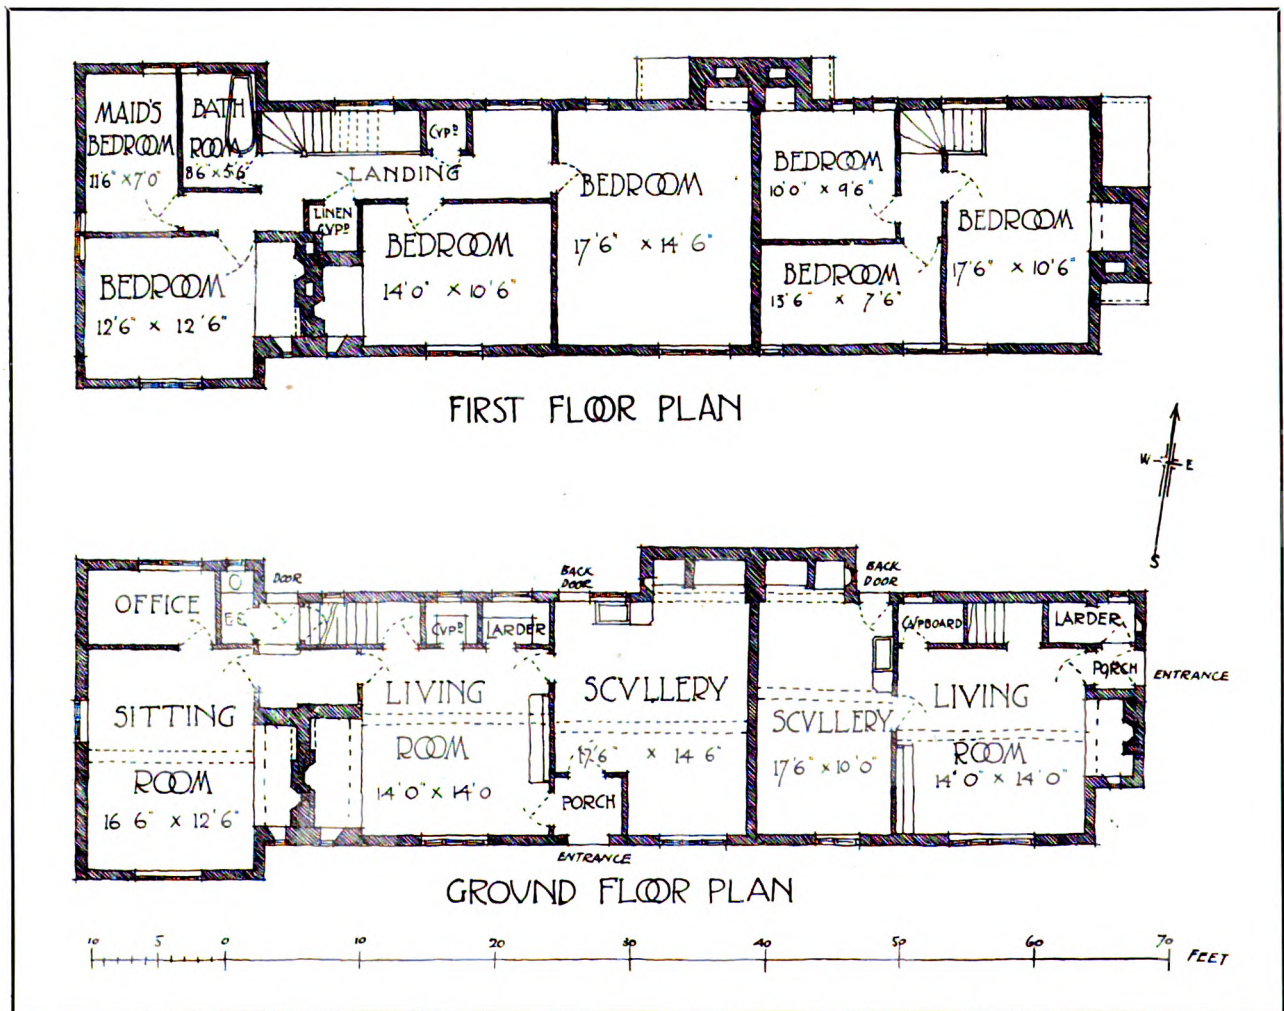 MAID'S
BEDROOM
11'6" x 7'0"
BATH
ROOM
8'6" x 5'6"
CVPD
LANDING
LINEN
CVPD
BEDROOM
12'6" x 12'6"
BEDROOM
14'0" x 10'6"
BEDROOM
17'6" x 14'6"
BEDROOM
10'0" x 9'6"
BEDROOM
13'6" x 7'6"
BEDROOM
17'6" x 10'6"
FIRST FLOOR PLAN
W E
S
OFFICE
DOOR
SITTING
ROOM
16 6" x 12'6"
CVPD
LARDER
LIVING
ROOM
14'0" x 14'0
BACK
DOOR
SCVLLERY
17'6" x 14 6"
PORCH
ENTRANCE
BACK
DOOR
SCVLLERY
17'6" x 10'0"
CVPBOARD
LARDER
PORCH
ENTRANCE
LIVING
ROOM
14'0" x 14'0"
GROUND FLOOR PLAN
10 5 0 10 20 30 40 50 60 70 FEET